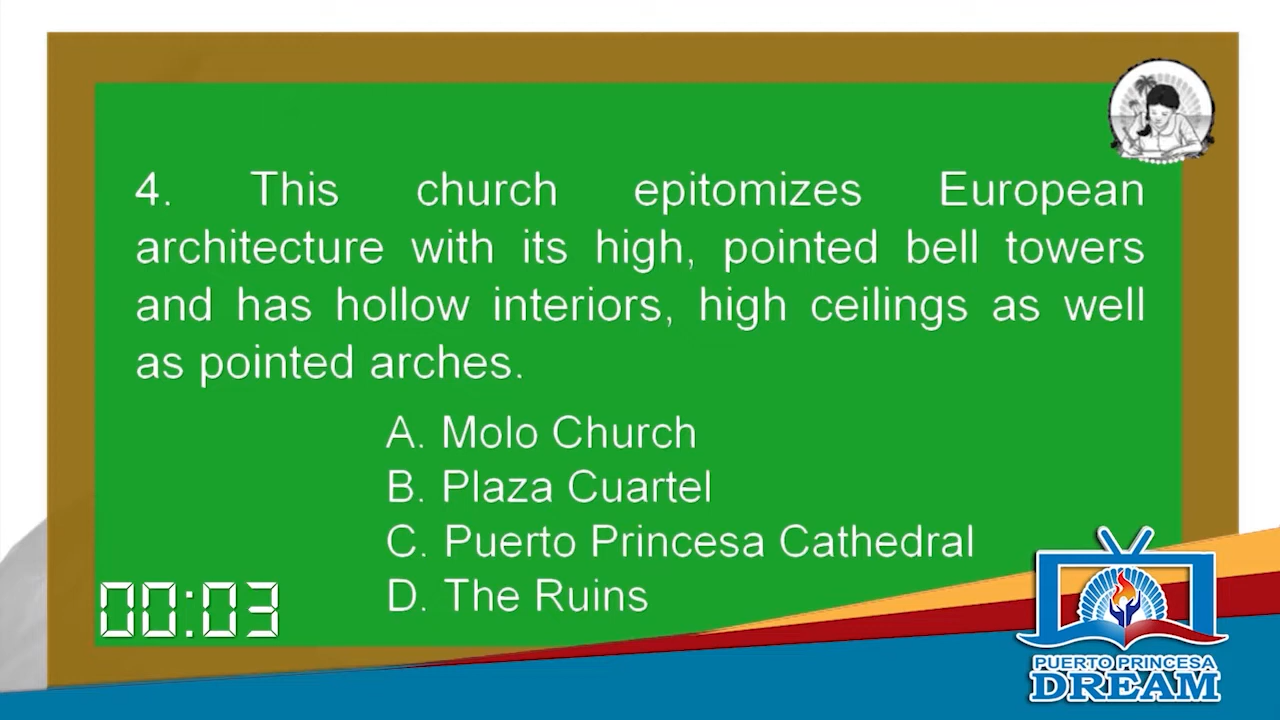 4. This church epitomizes European
architecture with its high, pointed bell towers
and has hollow interiors, high ceilings as well
as pointed arches.
A. Molo Church
B. Plaza Cuartel
C. Puerto Princesa Cathedral
D. The Ruins
00:03
PUERTO PRINCESA
DREAM